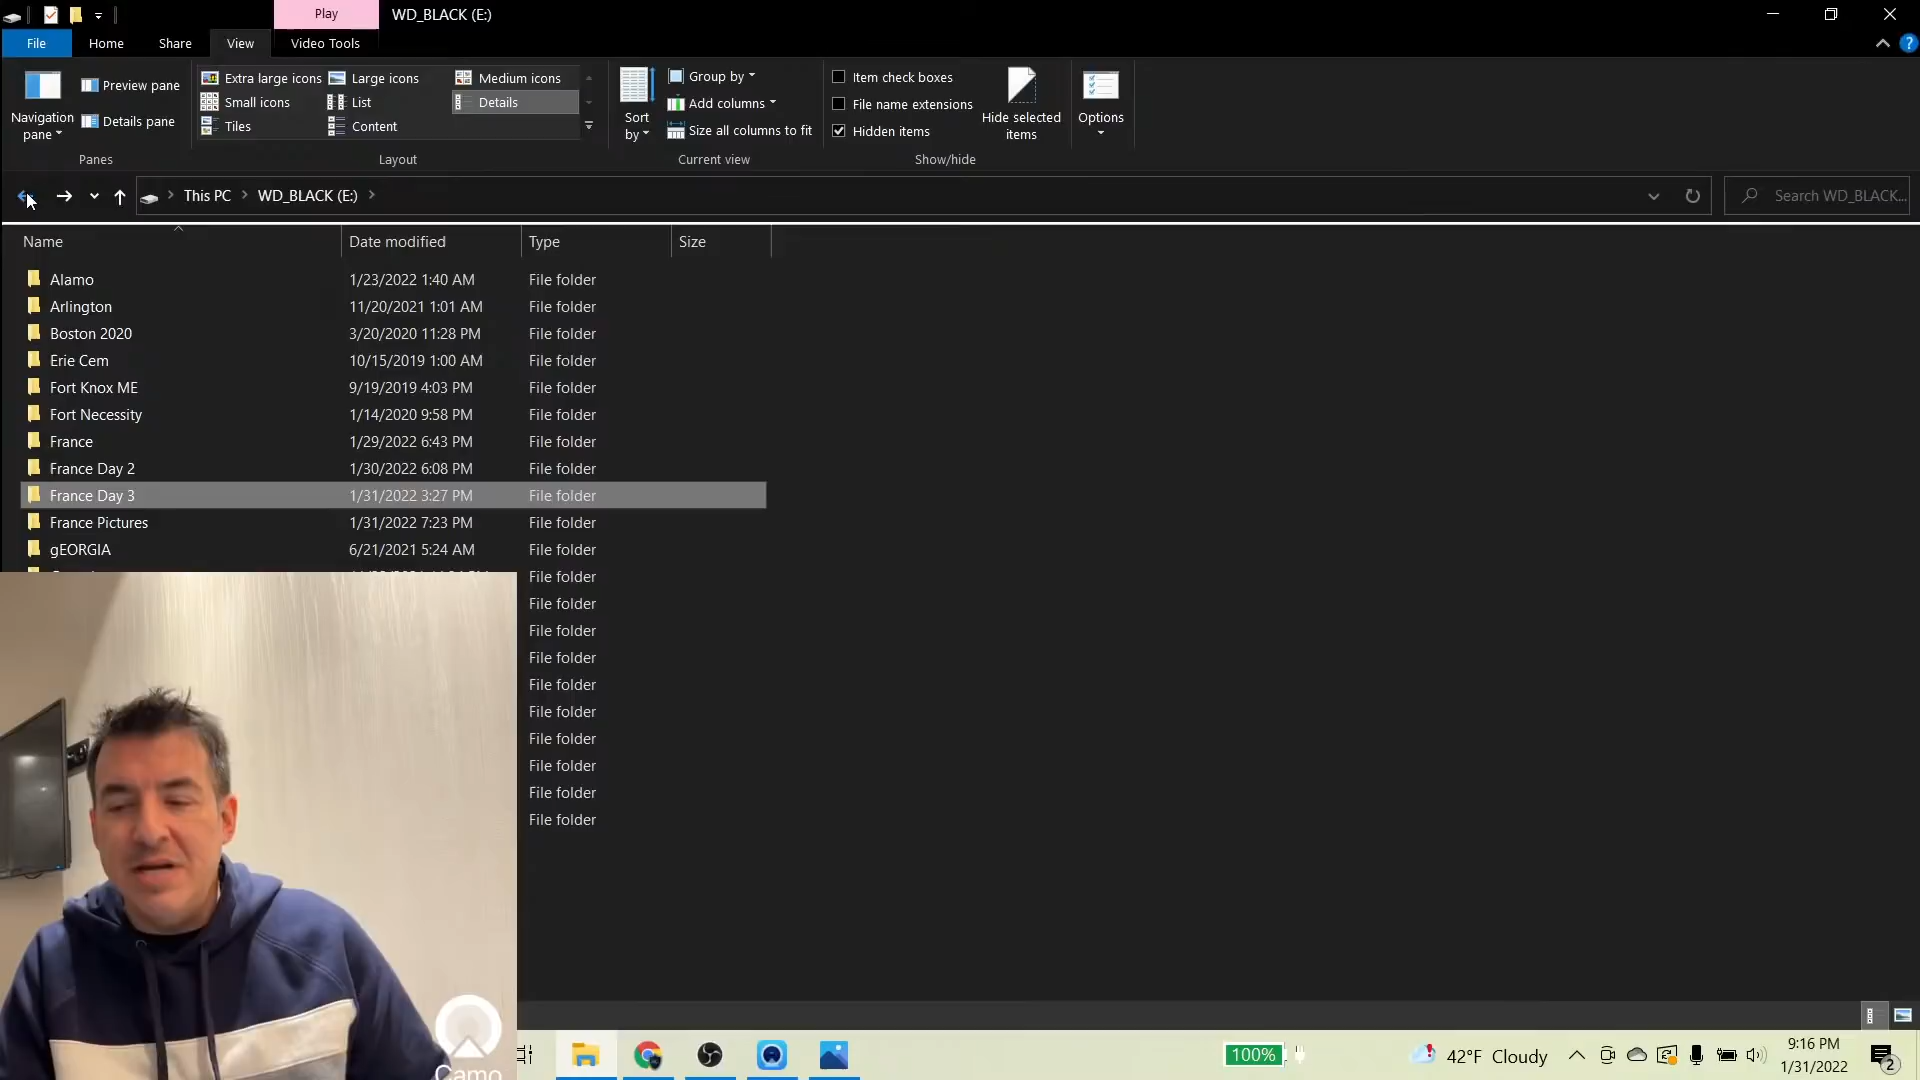 Play WD_BLACK (E:)
File Home Share View Video Tools
Navigation pane Preview pane Details pane
Extra large icons Large icons Medium icons
Small icons List Details
Tiles Content
Sort by Group by Add columns Size all columns to fit
Item check boxes
File name extensions
Hidden items
Hide selected items Options
Panes Layout Current view Show/hide
This PC WD_BLACK (E:) Search WD_BLACK...
Name Date modified Type Size
Alamo 1/23/2022 1:40 AM File folder
Arlington 11/20/2021 1:01 AM File folder
Boston 2020 3/20/2020 11:28 PM File folder
Erie Cem 10/15/2019 1:00 AM File folder
Fort Knox ME 9/19/2019 4:03 PM File folder
Fort Necessity 1/14/2020 9:58 PM File folder
France 1/29/2022 6:43 PM File folder
France Day 2 1/30/2022 6:08 PM File folder
France Day 3 1/31/2022 3:27 PM File folder
France Pictures 1/31/2022 7:23 PM File folder
gEORGIA 6/21/2021 5:24 AM File folder
File folder
File folder
File folder
File folder
File folder
File folder
File folder
File folder
File folder
File folder
Camo
100% 42°F Cloudy 9:16 PM
1/31/2022 2